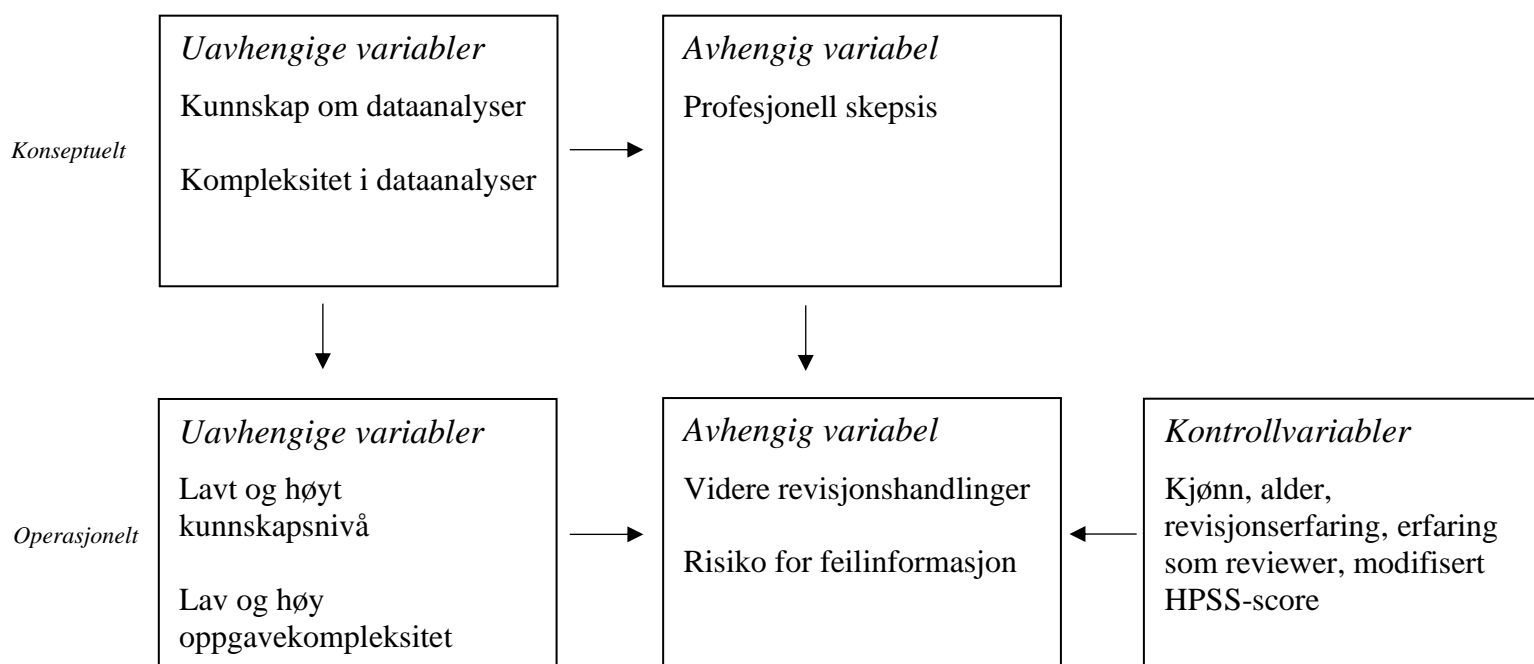 Uavhengige variabler
Kunnskap om dataanalyser
Kompleksitet i dataanalyser
Avhengig variabel
Profesjonell skepsis
Konseptuelt
Uavhengige variabler
Lavt og høyt
kunnskapsnivå
Lav og høy
oppgavekompleksitet
Avhengig variabel
Videre revisjonshandlinger
Risiko for feilinformasjon
Kontrollvariabler
Kjønn, alder,
revisjonserfaring, erfaring
som reviewer, modifisert
HPSS-score
Operasjonelt